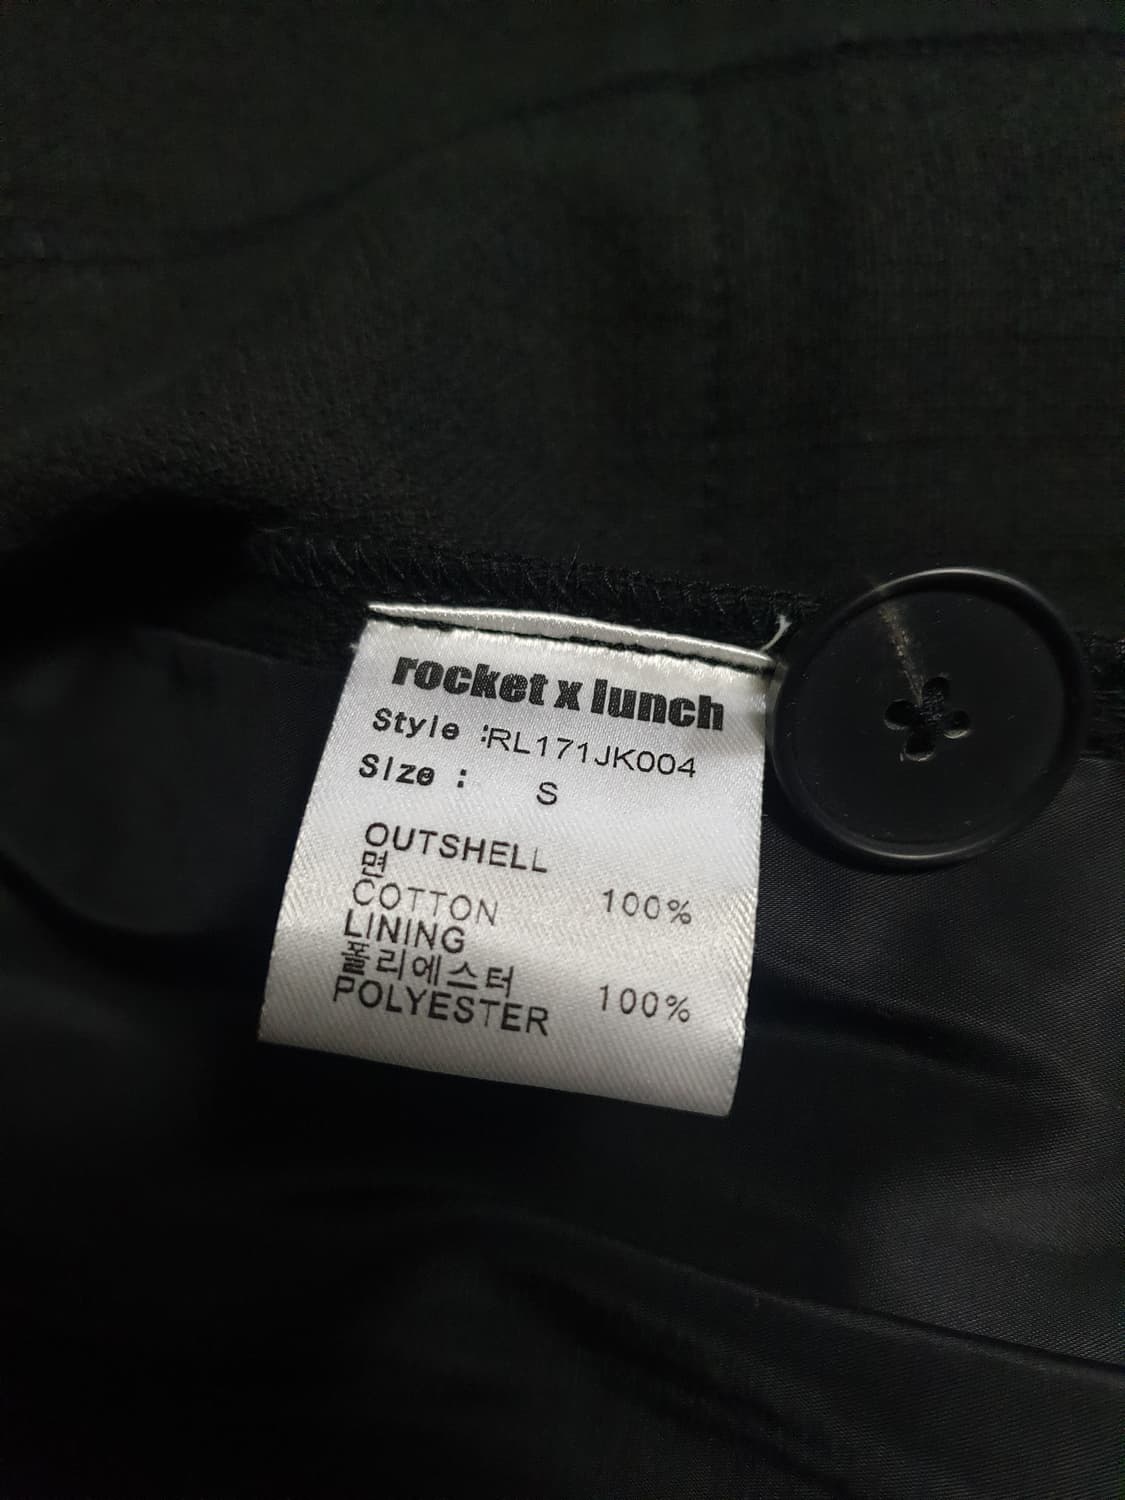 rocket x lunch
Style :RL171JK004
Size : S
OUTSHELL
면
COTTON 100%
LINING
폴리에스터
POLYESTER 100%